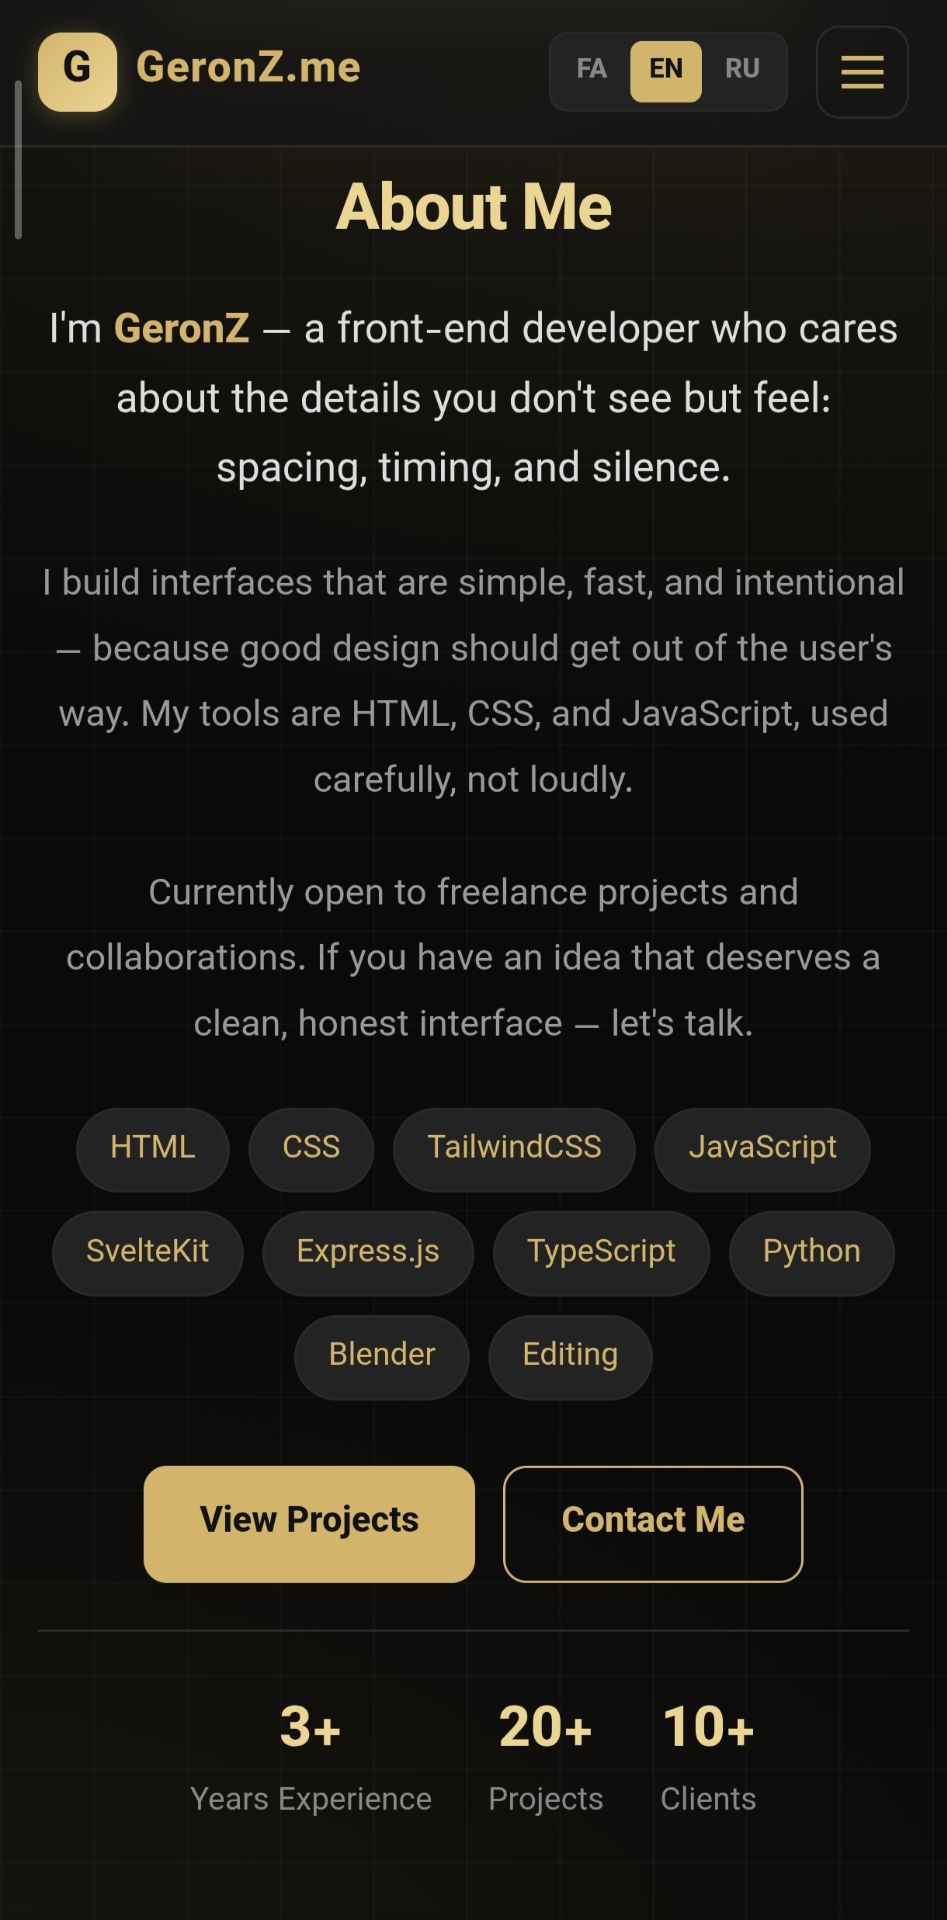 G GeronZ.me FA EN RU
About Me
I'm GeronZ — a front-end developer who cares
about the details you don't see but feel:
spacing, timing, and silence.
I build interfaces that are simple, fast, and intentional
— because good design should get out of the user's
way. My tools are HTML, CSS, and JavaScript, used
carefully, not loudly.
Currently open to freelance projects and
collaborations. If you have an idea that deserves a
clean, honest interface — let's talk.
HTML CSS TailwindCSS JavaScript
SvelteKit Express.js TypeScript Python
Blender Editing
View Projects Contact Me
3+ 20+ 10+
Years Experience Projects Clients